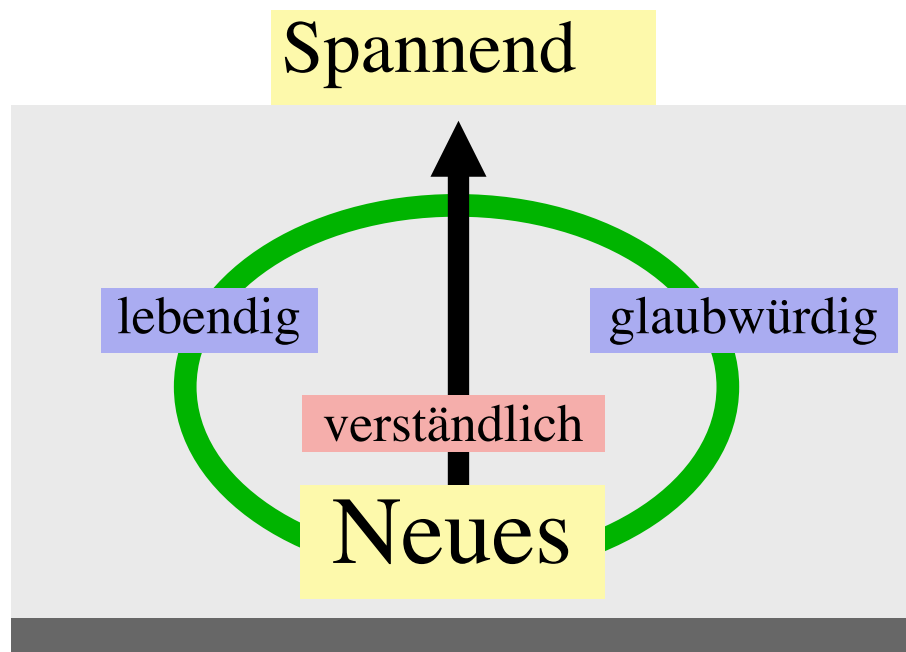 Spannend
lebendig
glaubwürdig
verständlich
Neues